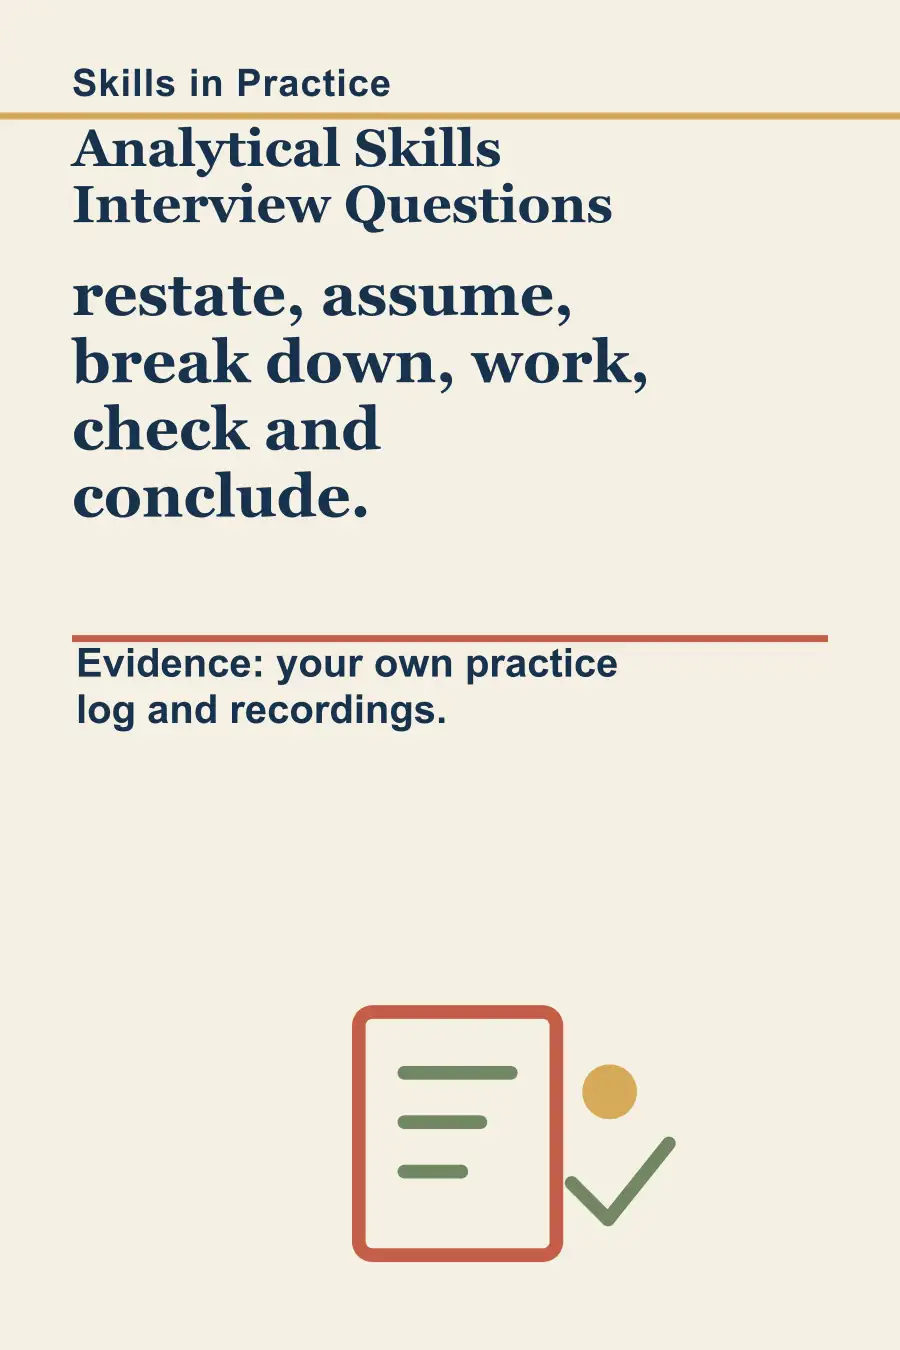 Skills in Practice
Analytical Skills
Interview Questions
restate, assume,
break down, work,
check and
conclude.
Evidence: your own practice
log and recordings.